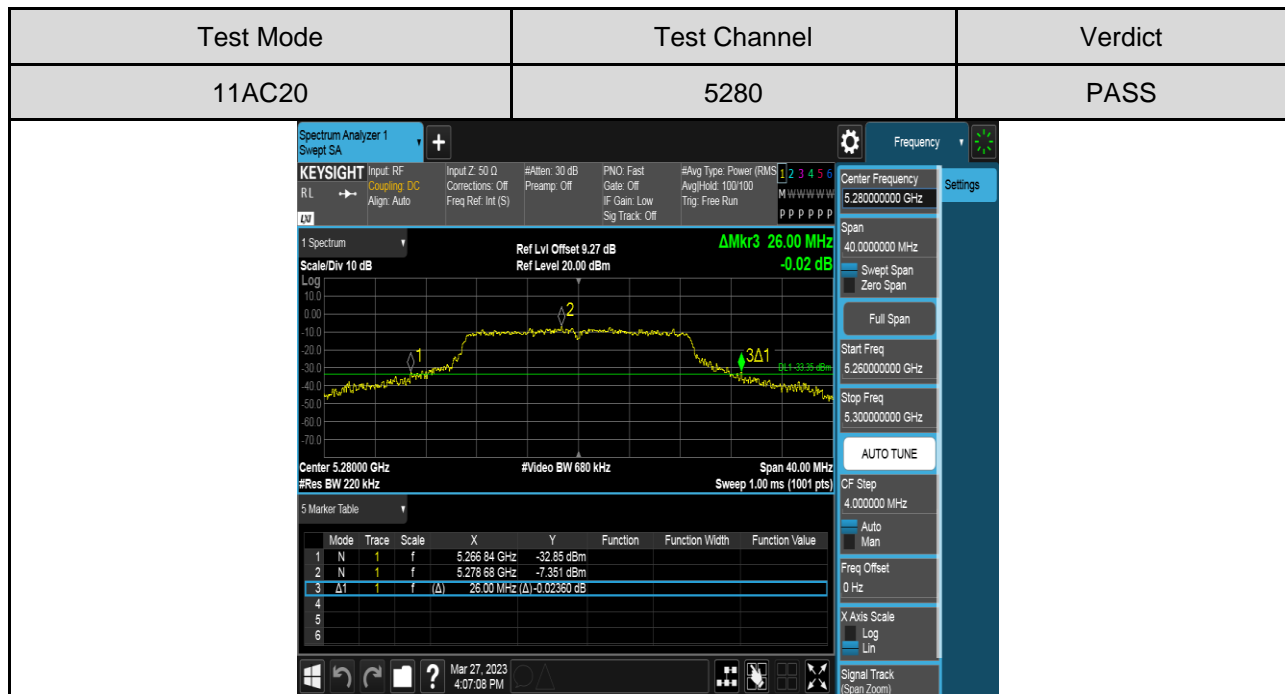 Test Mode Test Channel Verdict
11AC20 5280 PASS
Spectrum Analyzer 1
Swept SA
+
Frequency
KEYSIGHT
RL
LXI
Input: RF
Coupling: DC
Align: Auto
Input Z: 50 Ω
Corrections: Off
Freq Ref: Int (S)
#Atten: 30 dB
Preamp: Off
PNO: Fast
Gate: Off
IF Gain: Low
Sig Track: Off
#Avg Type: Power (RMS
Avg|Hold: 100/100
Trig: Free Run
1 2 3 4 5 6
M W W W W W
P P P P P P
1 Spectrum
Scale/Div 10 dB
Ref Lvl Offset 9.27 dB
Ref Level 20.00 dBm
ΔMkr3 26.00 MHz
-0.02 dB
Log
10.0
0.00
-10.0
-20.0
-30.0
-40.0
-50.0
-60.0
-70.0
1
2
3Δ1
DL1 -33.35 dBm
Center 5.28000 GHz #Video BW 680 kHz Span 40.00 MHz
#Res BW 220 kHz Sweep 1.00 ms (1001 pts)
5 Marker Table
Mode Trace Scale X Y Function Function Width Function Value
1 N 1 f 5.266 84 GHz -32.85 dBm
2 N 1 f 5.278 68 GHz -7.351 dBm
3 Δ1 1 f (Δ) 26.00 MHz (Δ) -0.02360 dB
4
5
6
?
Mar 27, 2023
4:07:08 PM
Center Frequency
5.280000000 GHz
Settings
Span
40.0000000 MHz
Swept Span
Zero Span
Full Span
Start Freq
5.260000000 GHz
Stop Freq
5.300000000 GHz
AUTO TUNE
CF Step
4.000000 MHz
Auto
Man
Freq Offset
0 Hz
X Axis Scale
Log
Lin
Signal Track
(Span Zoom)